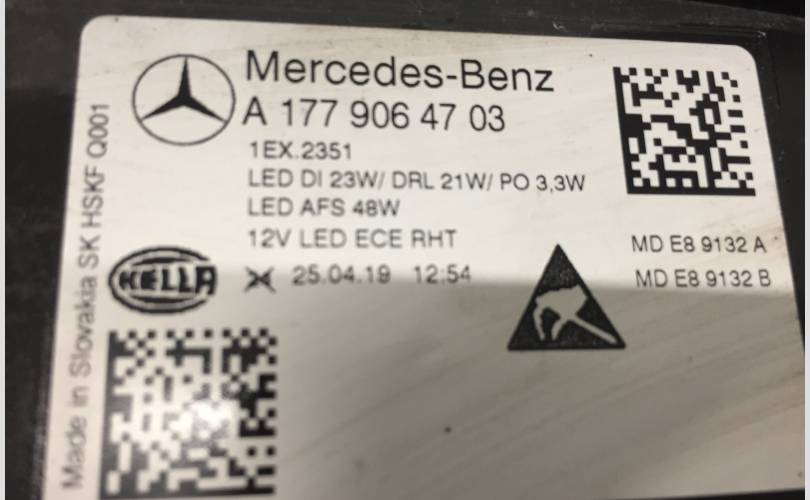 Mercedes-Benz
A 177 906 47 03
1EX.2351
LED DI 23W/ DRL 21W/ PO 3,3W
LED AFS 48W
12V LED ECE RHT
HELLA
25.04.19 12:54
MD E8 9132 A
MD E8 9132 B
Made in Slovakia SK HSKF Q001